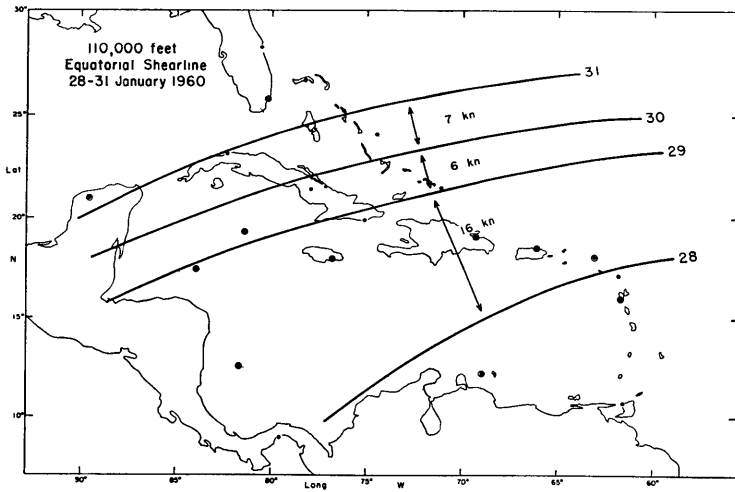 30°
110,000 feet
Equatorial Shearline
28-31 January 1960
31
7 kn
25°
30
6 kn
29
Lat
20°
16 kn
N
28
15°
10°
90° 85° 80° 75° 70° 65° 60°
Long W